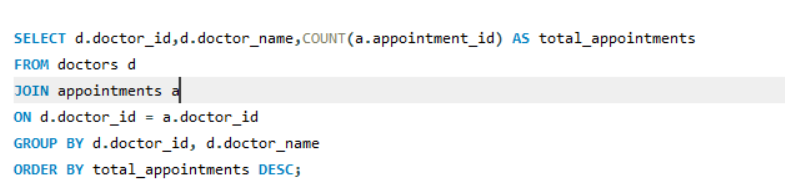 SELECT d.doctor_id,d.doctor_name,COUNT(a.appointment_id) AS total_appointments
FROM doctors d
JOIN appointments a
ON d.doctor_id = a.doctor_id
GROUP BY d.doctor_id, d.doctor_name
ORDER BY total_appointments DESC;